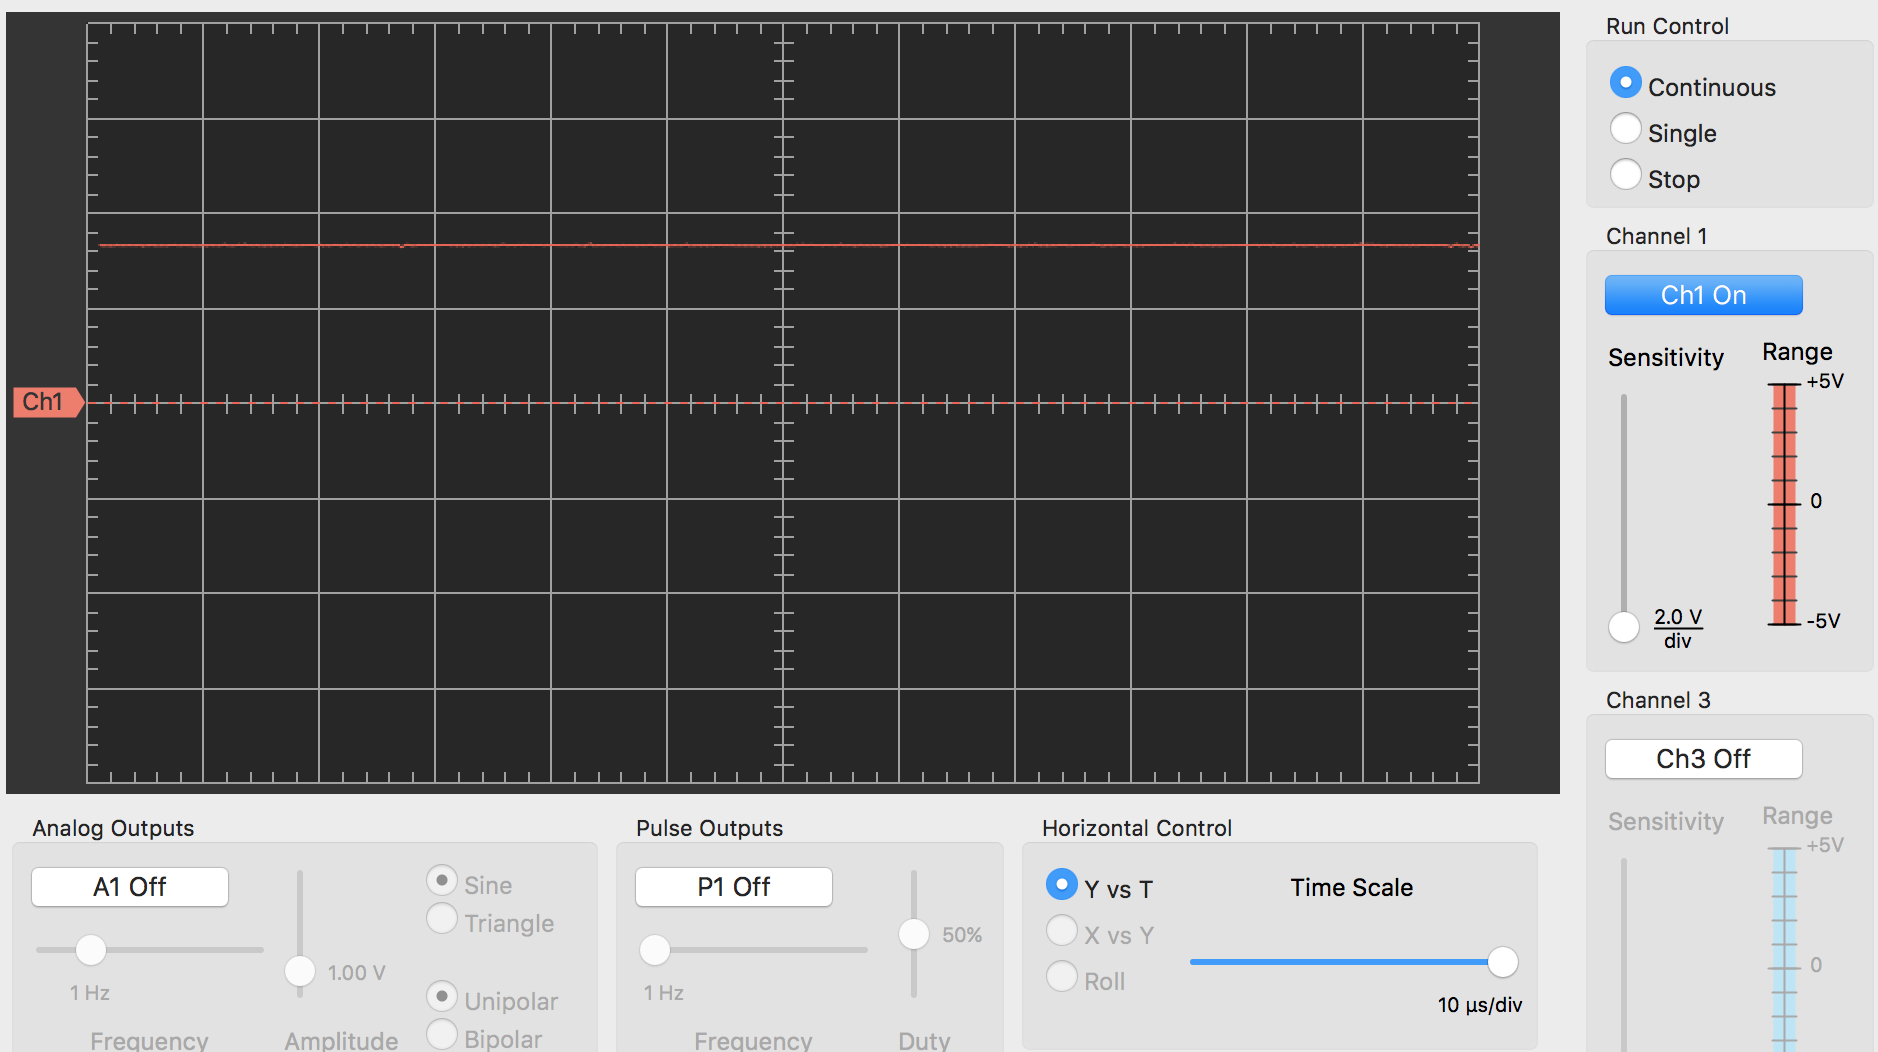 Run Control
Continuous
Single
Stop
Channel 1
Ch1 On
Sensitivity
Range
+5V
0
-5V
2.0 V
div
Ch1
Channel 3
Ch3 Off
Sensitivity
Range
+5V
0
Analog Outputs
A1 Off
1 Hz
Frequency
1.00 V
Amplitude
Sine
Triangle
Unipolar
Bipolar
Pulse Outputs
P1 Off
1 Hz
Frequency
50%
Duty
Horizontal Control
Y vs T
X vs Y
Roll
Time Scale
10 µs/div